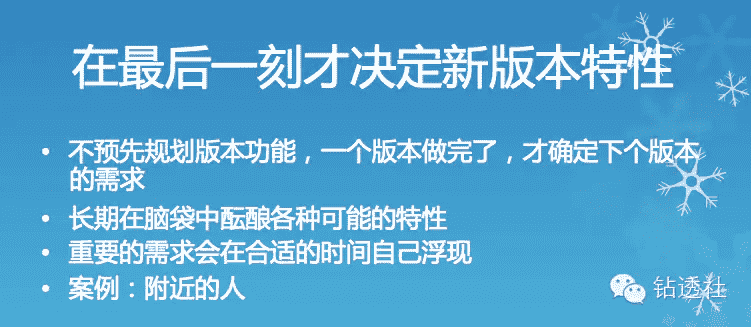 在最后一刻才决定新版本特性
• 不预先规划版本功能，一个版本做完了，才确定下个版本
的需求
• 长期在脑袋中酝酿各种可能的特性
• 重要的需求会在合适的时间自己浮现
• 案例：附近的人
钻透社